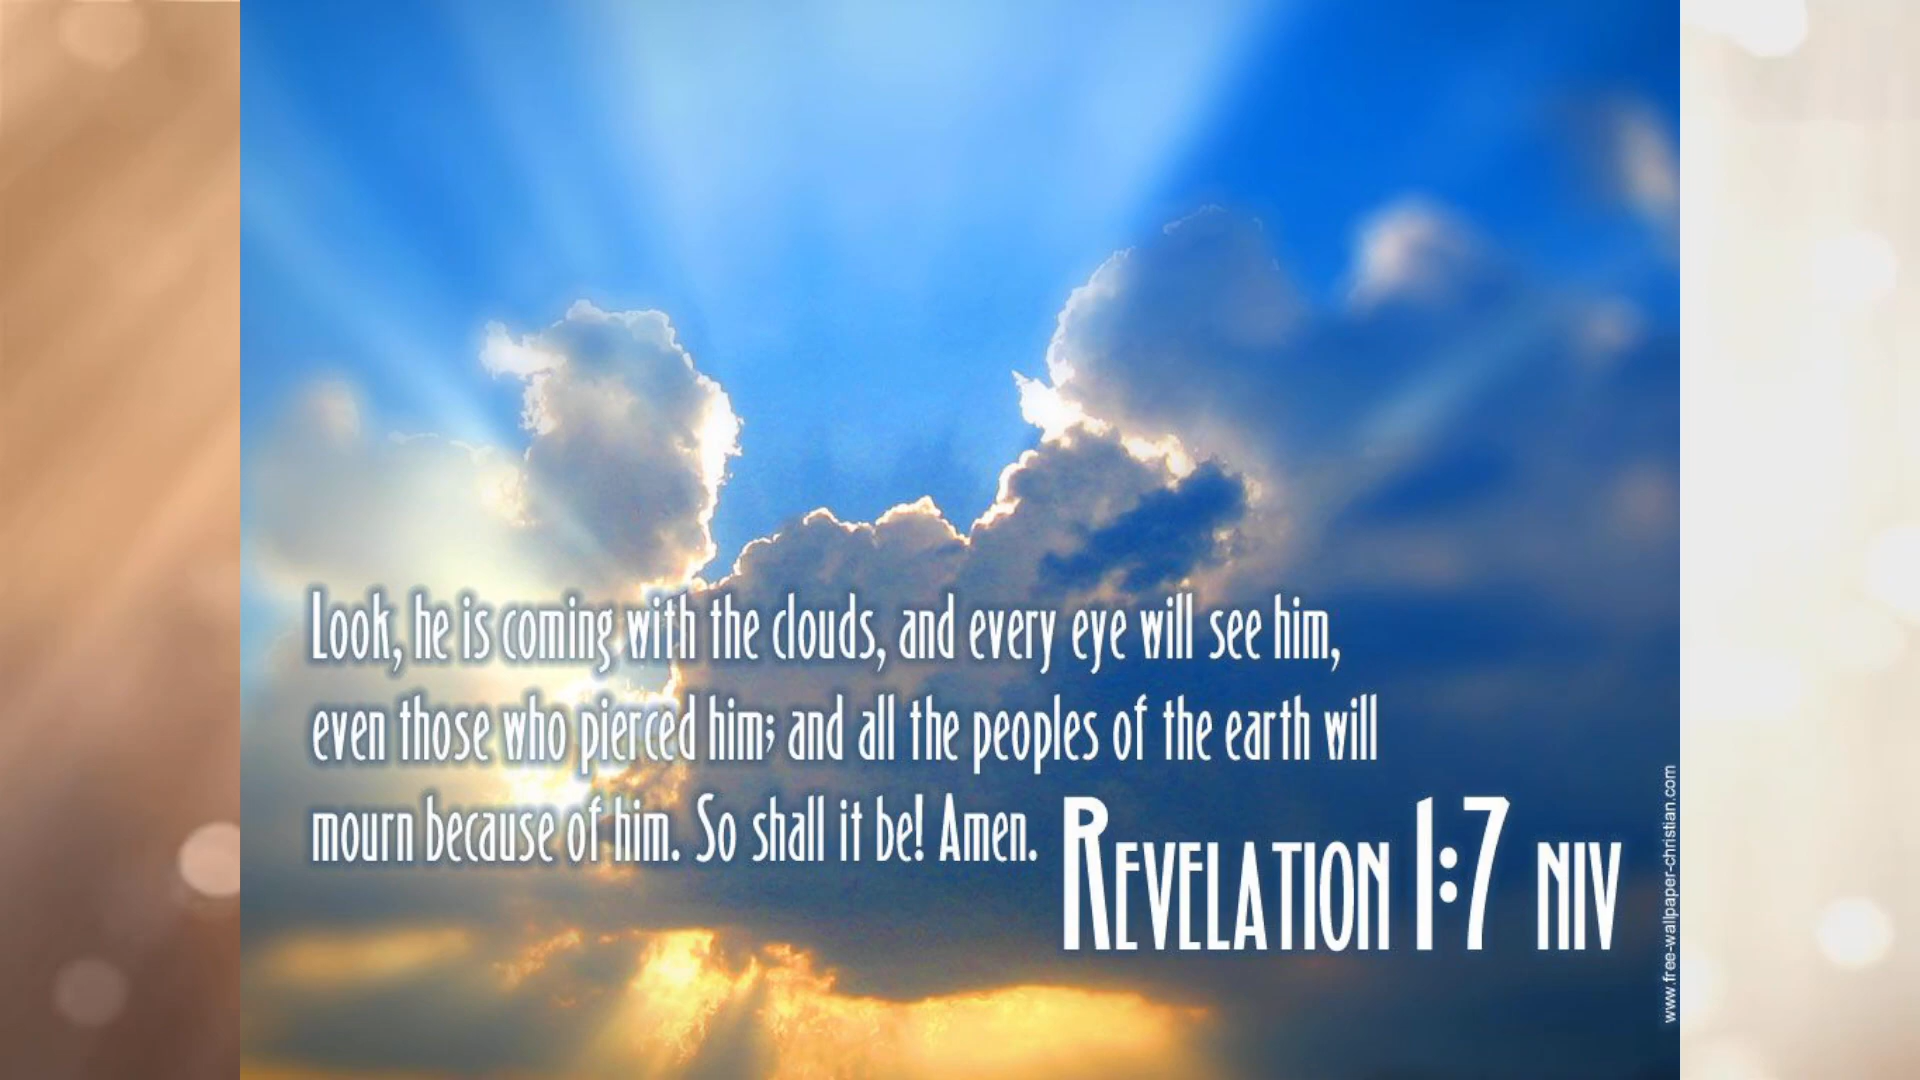 Look, he is coming with the clouds, and every eye will see him,
even those who pierced him; and all the peoples of the earth will
mourn because of him. So shall it be! Amen.
REVELATION 1:7 NIV
www.free-wallpaper-christian.com